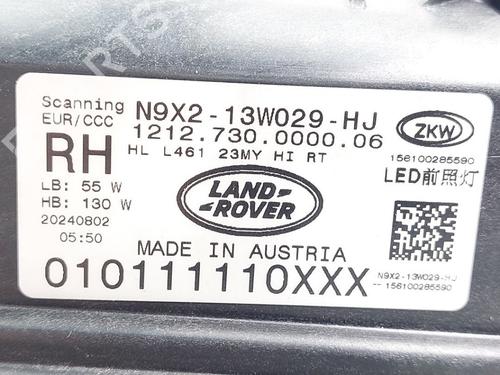 Scanning
EUR/CCC
N9X2-13W029-HJ
1212.730.0000.06
HL L461 23MY HI RT
RH
LB: 55 W
HB: 130 W
20240802
05:50
LAND-
ROVER
ZKW
156100285590
LED前照灯
MADE IN AUSTRIA
010111110XXX
N9X2-13W029-HJ
--156100285590
PARTS